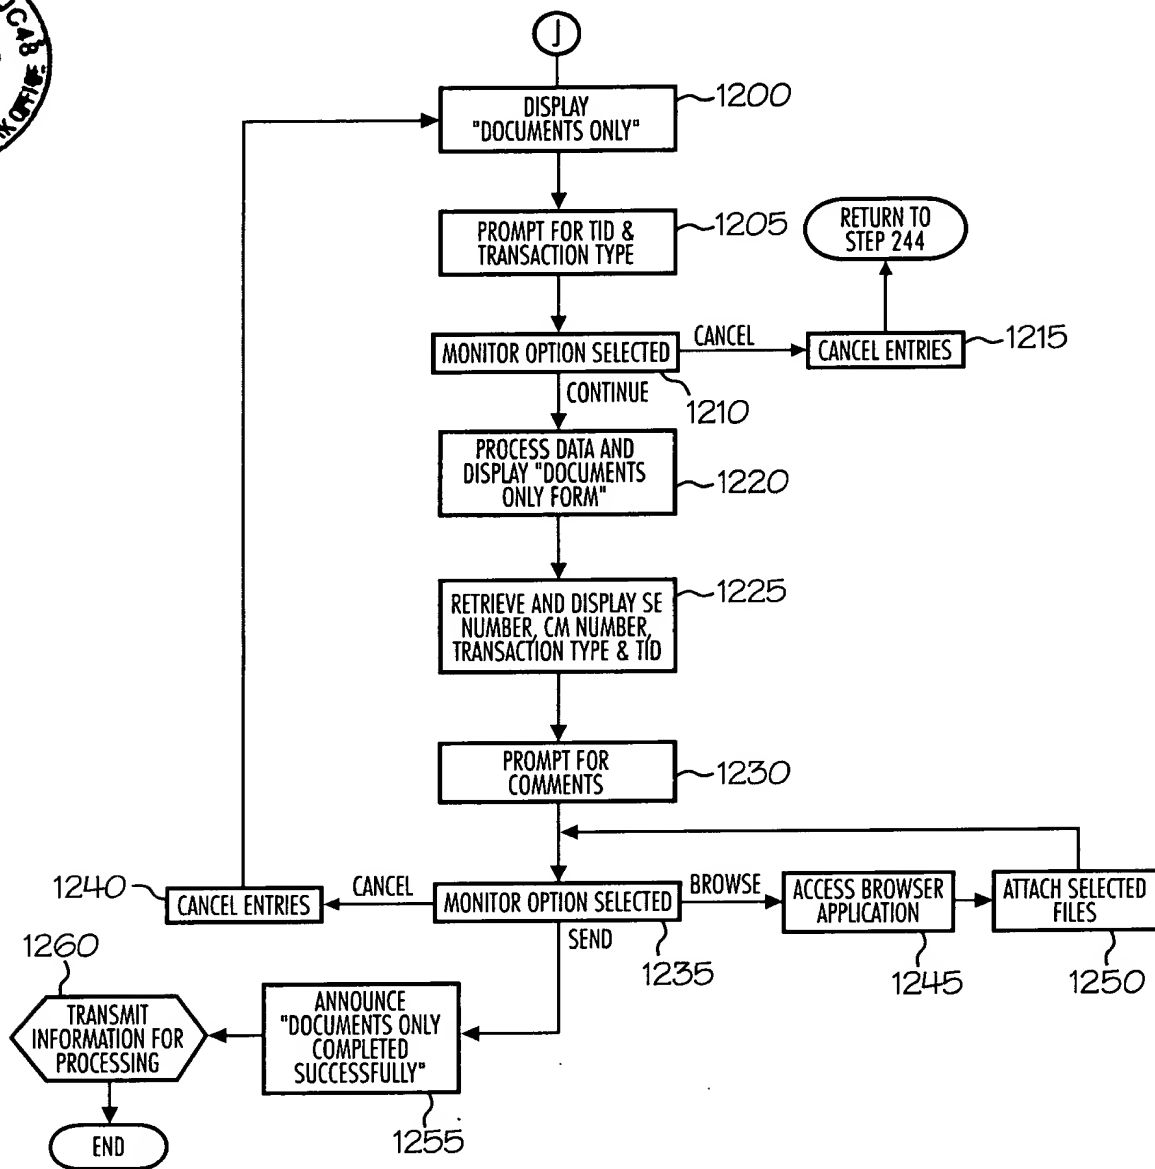 J
DISPLAY
"DOCUMENTS ONLY"
1200
PROMPT FOR TID &
TRANSACTION TYPE
1205
RETURN TO
STEP 244
MONITOR OPTION SELECTED
CANCEL
CANCEL ENTRIES
1215
CONTINUE
1210
PROCESS DATA AND
DISPLAY "DOCUMENTS
ONLY FORM"
1220
RETRIEVE AND DISPLAY SE
NUMBER, CM NUMBER,
TRANSACTION TYPE & TID
1225
PROMPT FOR
COMMENTS
1230
1240
CANCEL ENTRIES
CANCEL
MONITOR OPTION SELECTED
BROWSE
ACCESS BROWSER
APPLICATION
ATTACH SELECTED
FILES
SEND
1235
1245
1250
1260
TRANSMIT
INFORMATION FOR
PROCESSING
ANNOUNCE
"DOCUMENTS ONLY
COMPLETED
SUCCESSFULLY"
1255
END